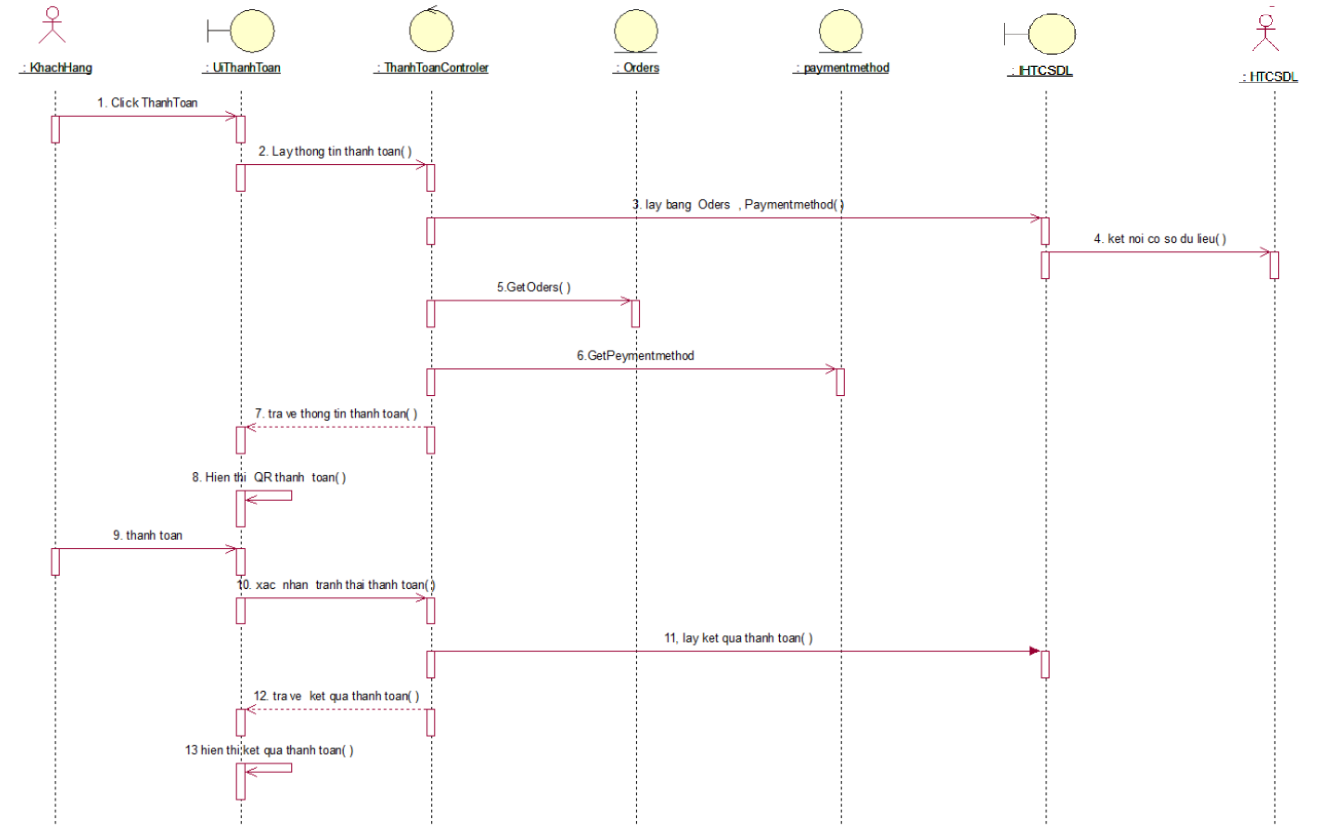 : KhachHang
: UiThanhToan
: ThanhToanControler
: Orders
: paymentmethod
: IHTCSDL
: HTCSDL
1. Click ThanhToan
2. Lay thong tin thanh toan( )
3. lay bang Oders , Paymentmethod( )
4. ket noi co so du lieu( )
5.GetOders( )
6.GetPeymentmethod
7. tra ve thong tin thanh toan( )
8. Hien thi QR thanh toan( )
9. thanh toan
10. xac nhan tranh thai thanh toan( )
11, lay ket qua thanh toan( )
12. tra ve ket qua thanh toan( )
13 hien thi ket qua thanh toan( )